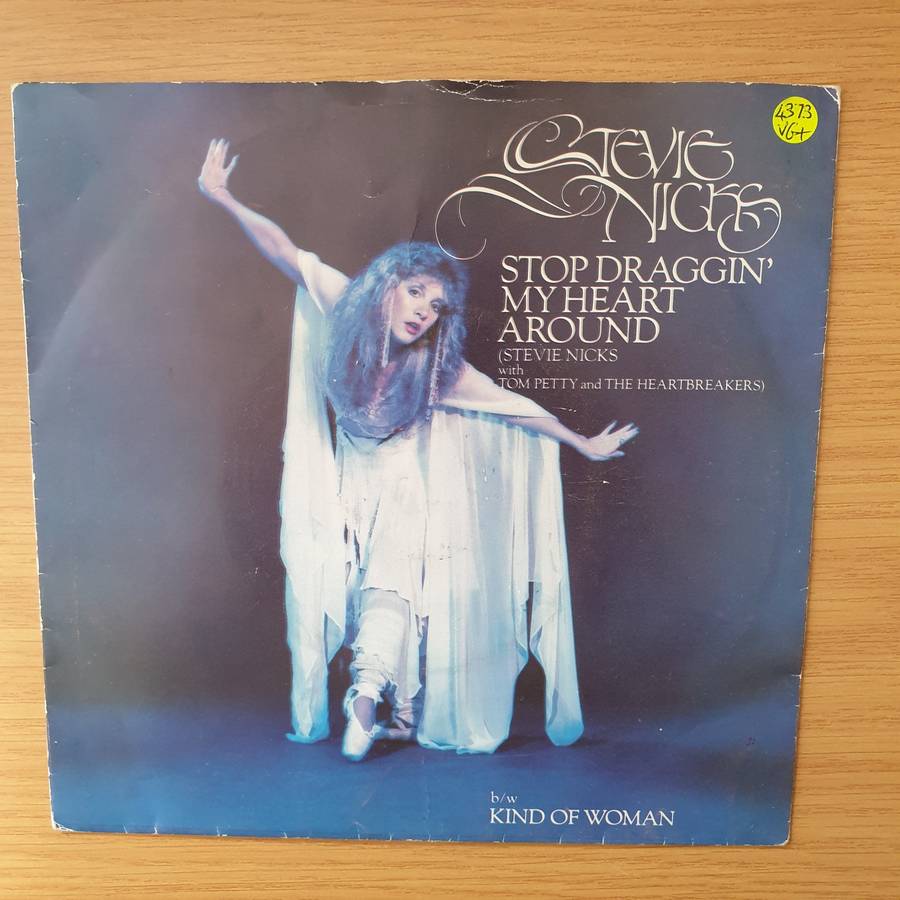 4373
VG+
STEVIE
NICKS
STOP DRAGGIN'
MY HEART
AROUND
(STEVIE NICKS
with
TOM PETTY and THE HEARTBREAKERS)
b/w
KIND OF WOMAN